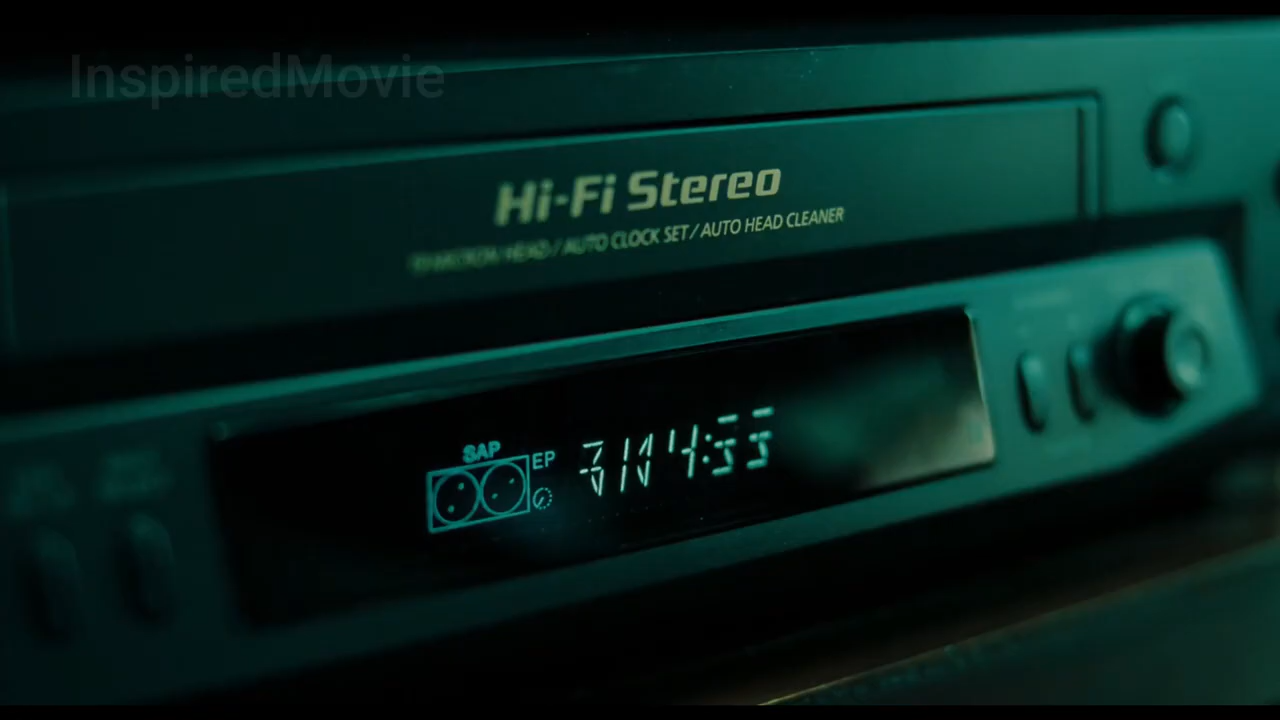 InspiredMovie
Hi-Fi Stereo
HEAD / AUTO CLOCK SET / AUTO HEAD CLEANER
SAP
EP